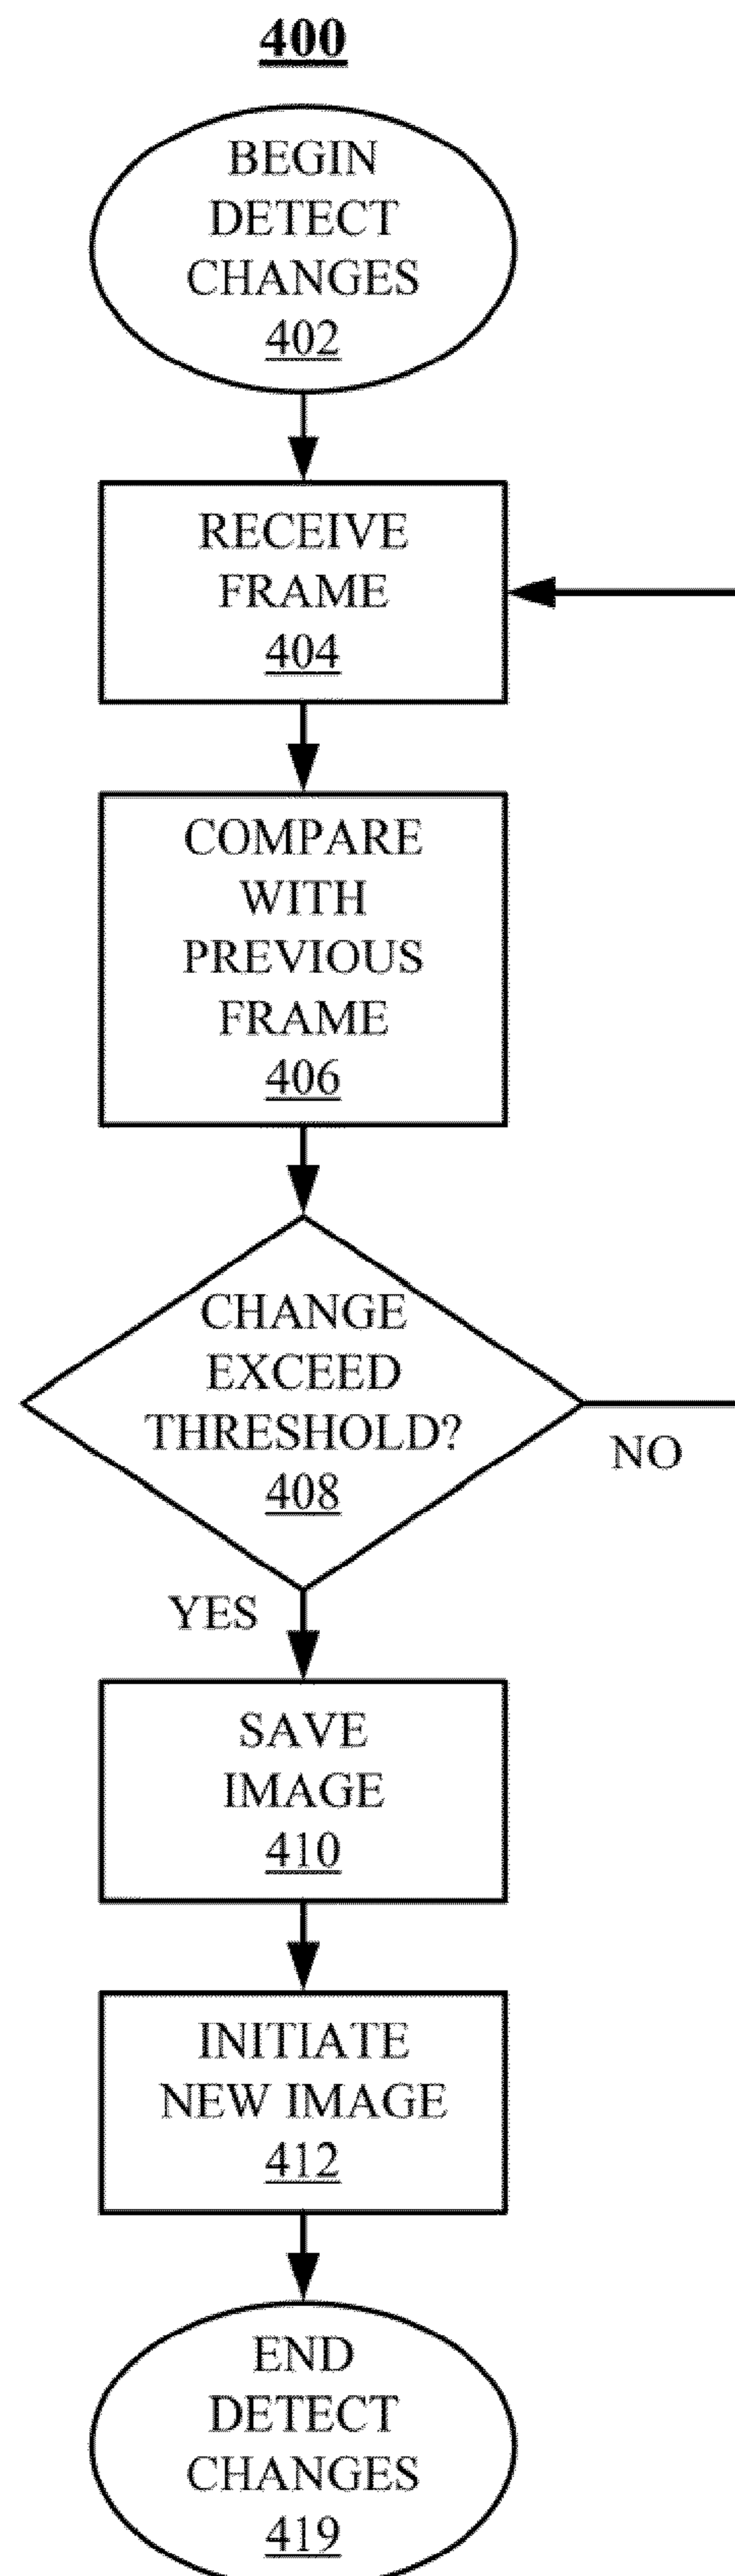 400
BEGIN
DETECT
CHANGES
402
RECEIVE
FRAME
404
COMPARE
WITH
PREVIOUS
FRAME
406
CHANGE
EXCEED
THRESHOLD?
408
NO
YES
SAVE
IMAGE
410
INITIATE
NEW IMAGE
412
END
DETECT
CHANGES
419